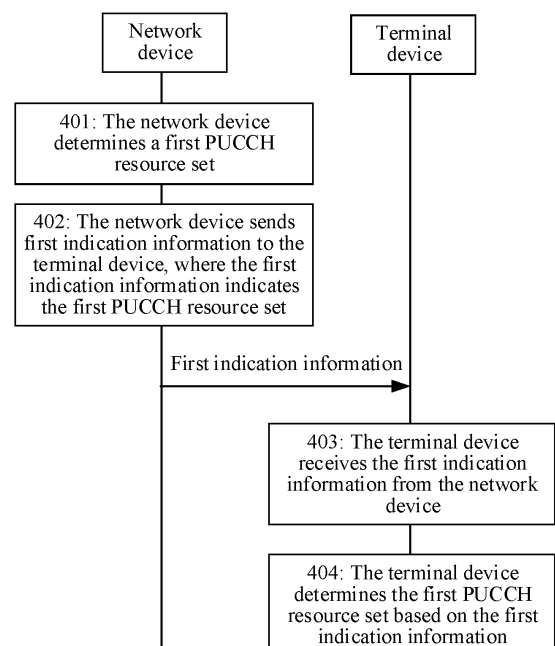 Network
device
Terminal
device
401: The network device
determines a first PUCCH
resource set
402: The network device sends
first indication information to the
terminal device, where the first
indication information indicates
the first PUCCH resource set
First indication information
403: The terminal device
receives the first indication
information from the network
device
404: The terminal device
determines the first PUCCH
resource set based on the first
indication information